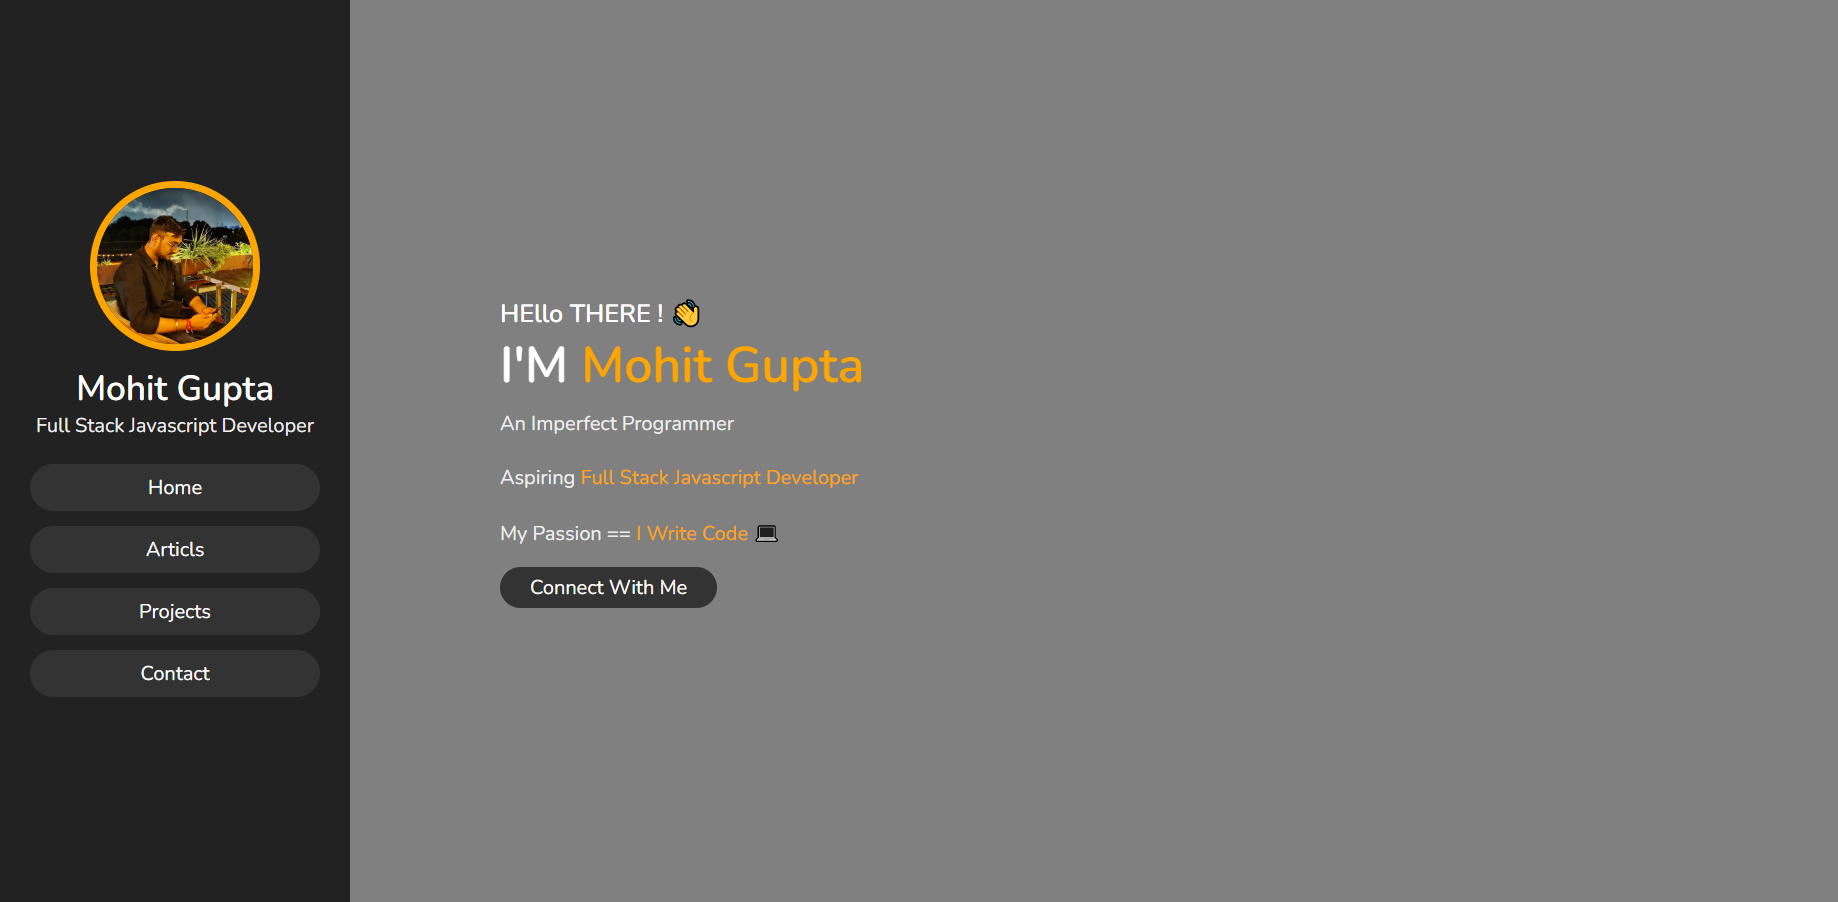 Mohit Gupta
Full Stack Javascript Developer
Home
Articls
Projects
Contact
HEllo THERE ! 👋
I'M Mohit Gupta
An Imperfect Programmer
Aspiring Full Stack Javascript Developer
My Passion == I Write Code 💻
Connect With Me